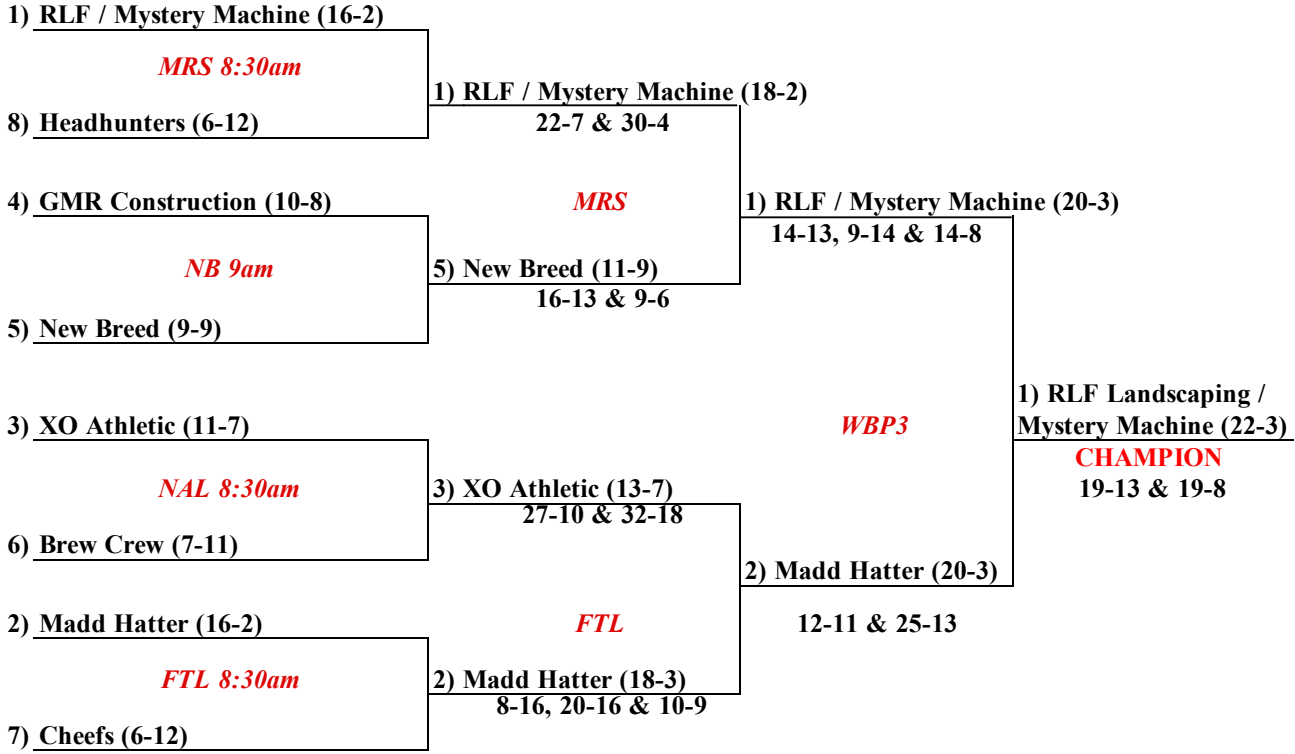 1) RLF / Mystery Machine (16-2)
MRS 8:30am
8) Headhunters (6-12)
1) RLF / Mystery Machine (18-2)
22-7 & 30-4
4) GMR Construction (10-8)
NB 9am
5) New Breed (9-9)
5) New Breed (11-9)
16-13 & 9-6
MRS
1) RLF / Mystery Machine (20-3)
14-13, 9-14 & 14-8
3) XO Athletic (11-7)
NAL 8:30am
6) Brew Crew (7-11)
3) XO Athletic (13-7)
27-10 & 32-18
2) Madd Hatter (16-2)
FTL 8:30am
7) Cheefs (6-12)
2) Madd Hatter (18-3)
8-16, 20-16 & 10-9
FTL
2) Madd Hatter (20-3)
12-11 & 25-13
WBP3
1) RLF Landscaping /
Mystery Machine (22-3)
CHAMPION
19-13 & 19-8